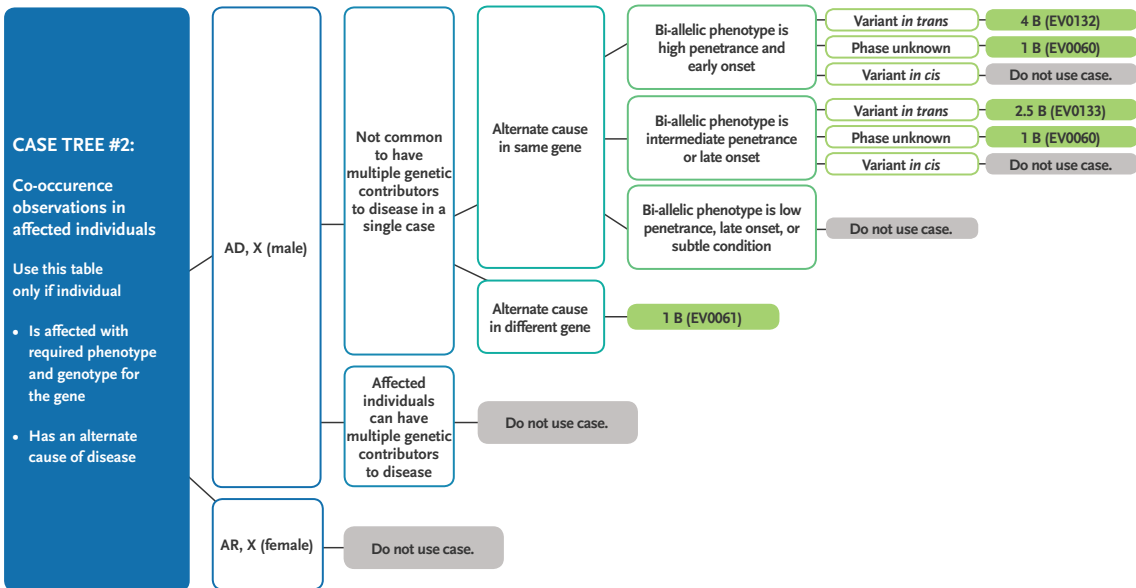 CASE TREE #2:
Co-occurence
observations in
affected individuals
Use this table
only if individual
• Is affected with
required phenotype
and genotype for
the gene
• Has an alternate
cause of disease
AD, X (male)
Not common
to have
multiple genetic
contributors
to disease in a
single case
Alternate cause
in same gene
Bi-allelic phenotype is
high penetrance and
early onset
Variant in trans
4 B (EV0132)
Phase unknown
1 B (EV0060)
Variant in cis
Do not use case.
Bi-allelic phenotype is
intermediate penetrance
or late onset
Variant in trans
2.5 B (EV0133)
Phase unknown
1 B (EV0060)
Variant in cis
Do not use case.
Bi-allelic phenotype is low
penetrance, late onset, or
subtle condition
Do not use case.
Alternate cause
in different gene
1 B (EV0061)
Affected
individuals
can have
multiple genetic
contributors
to disease
Do not use case.
AR, X (female)
Do not use case.